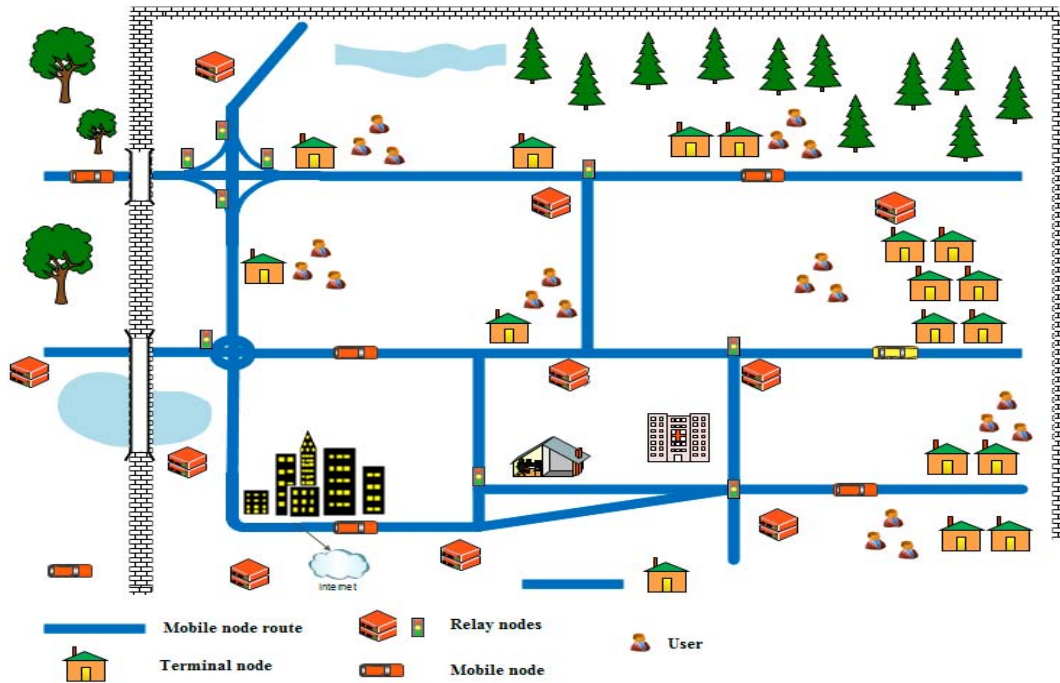 Internet
Mobile node route
Relay nodes
User
Terminal node
Mobile node